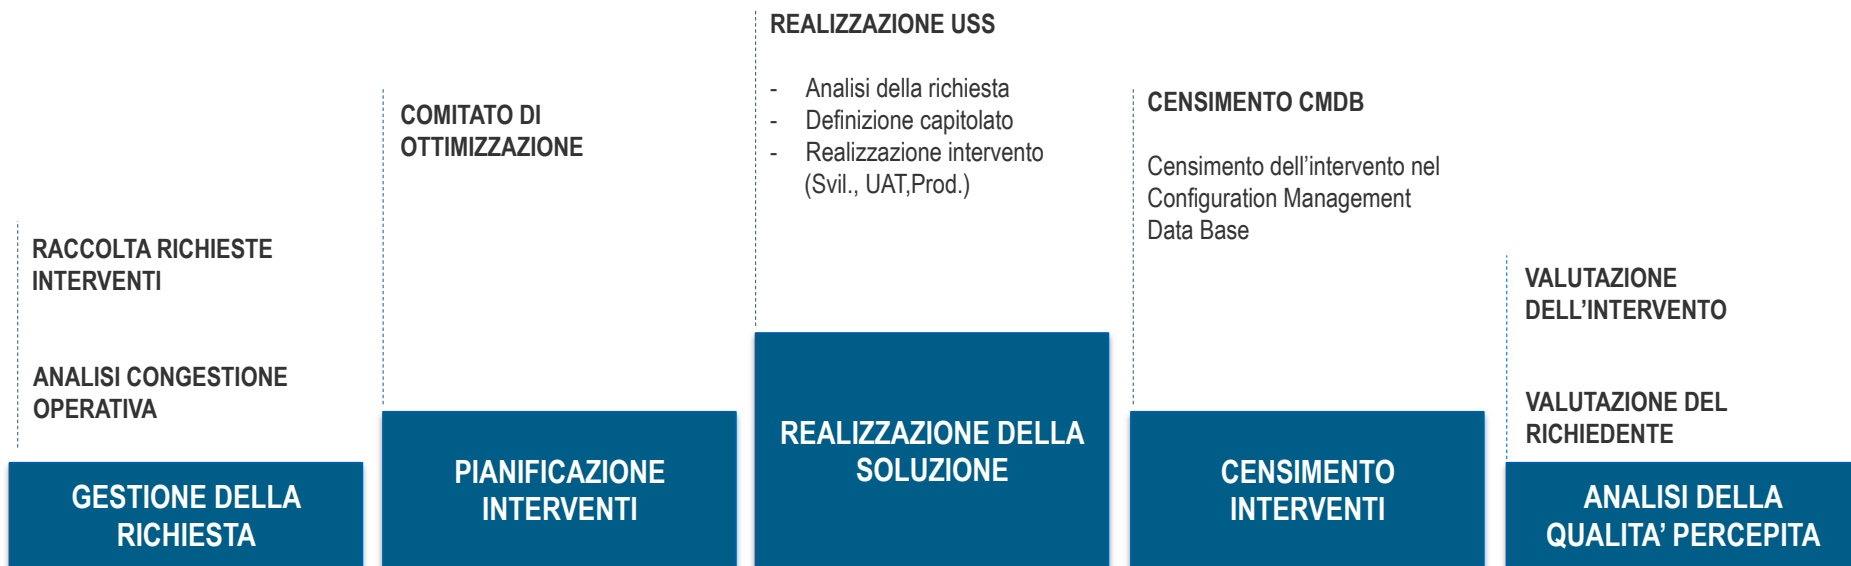 RACCOLTA RICHIESTE
INTERVENTI
ANALISI CONGESTIONE
OPERATIVA
GESTIONE DELLA
RICHIESTA
COMITATO DI
OTTIMIZZAZIONE
PIANIFICAZIONE
INTERVENTI
REALIZZAZIONE USS
- Analisi della richiesta
- Definizione capitolato
- Realizzazione intervento
(Svil., UAT,Prod.)
REALIZZAZIONE DELLA
SOLUZIONE
CENSIMENTO CMDB
Censimento dell’intervento nel
Configuration Management
Data Base
CENSIMENTO
INTERVENTI
VALUTAZIONE
DELL’INTERVENTO
VALUTAZIONE DEL
RICHIEDENTE
ANALISI DELLA
QUALITA’ PERCEPITA